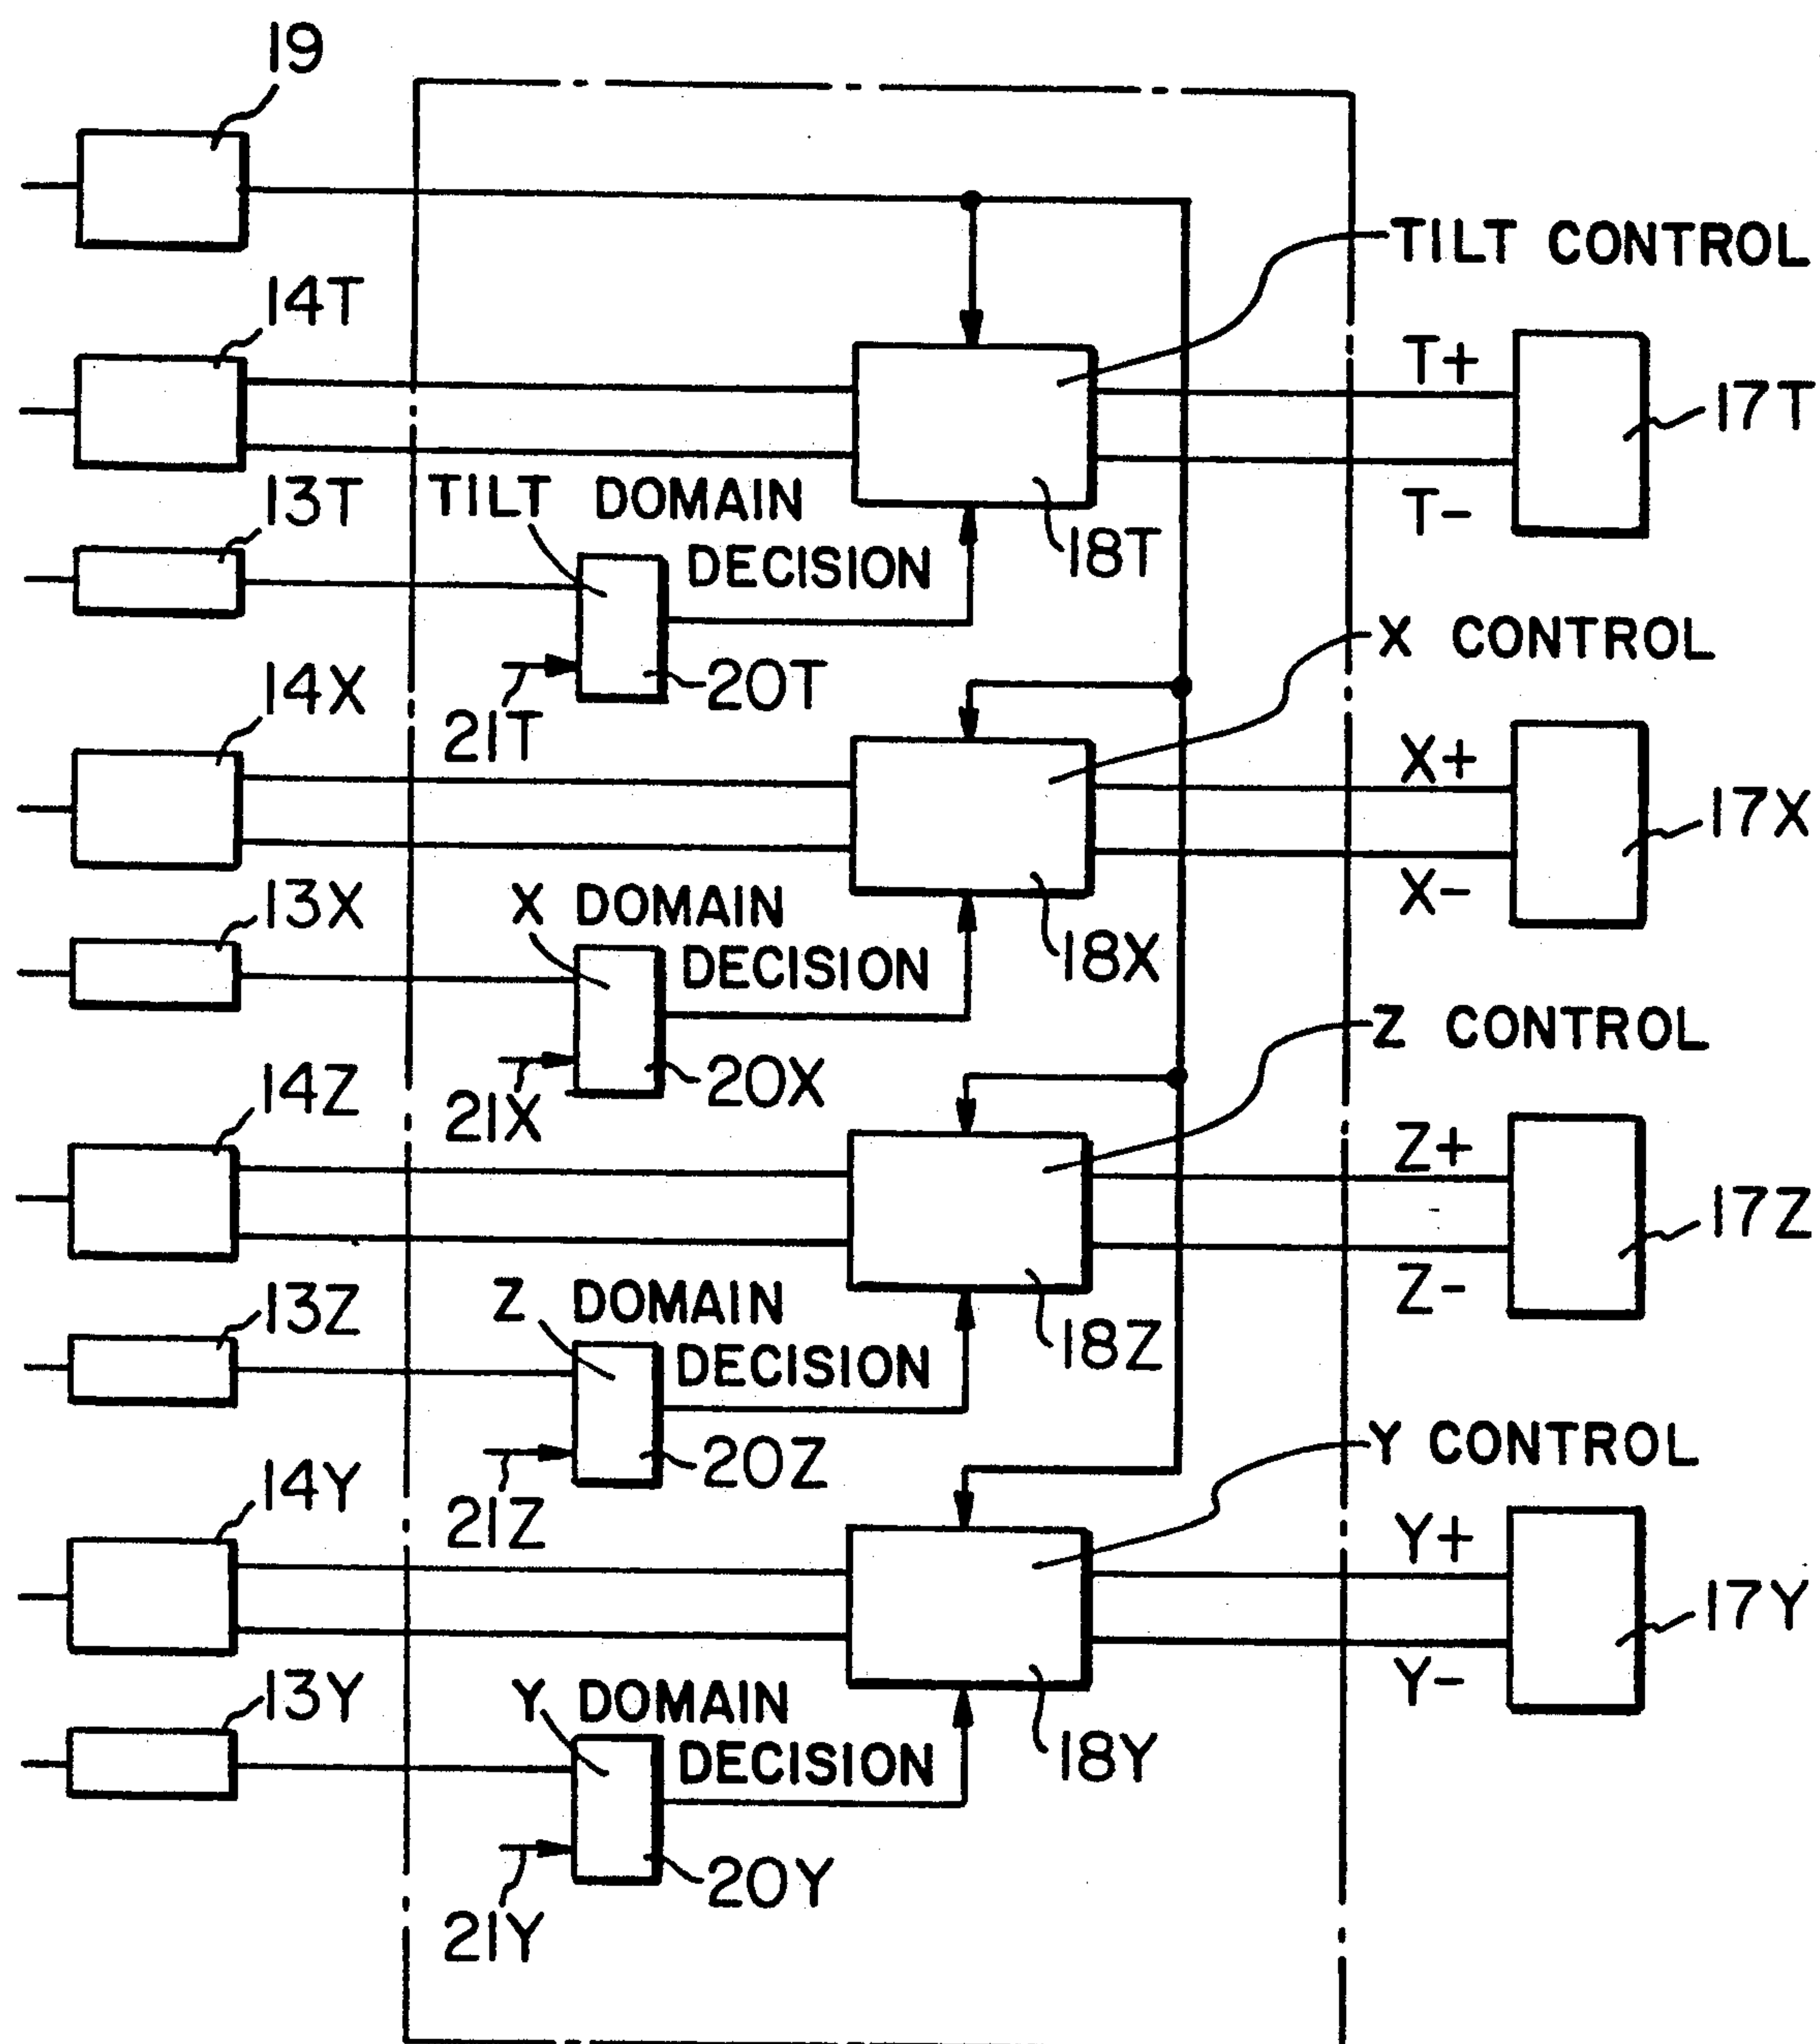 19
TILT CONTROL
14T
T+
17T
T-
13T
TILT DOMAIN
DECISION
18T
20T
21T
X CONTROL
14X
X+
17X
X-
13X
X DOMAIN
DECISION
18X
20X
21X
Z CONTROL
14Z
Z+
17Z
Z-
13Z
Z DOMAIN
DECISION
18Z
20Z
21Z
Y CONTROL
14Y
Y+
17Y
Y-
13Y
Y DOMAIN
DECISION
18Y
20Y
21Y